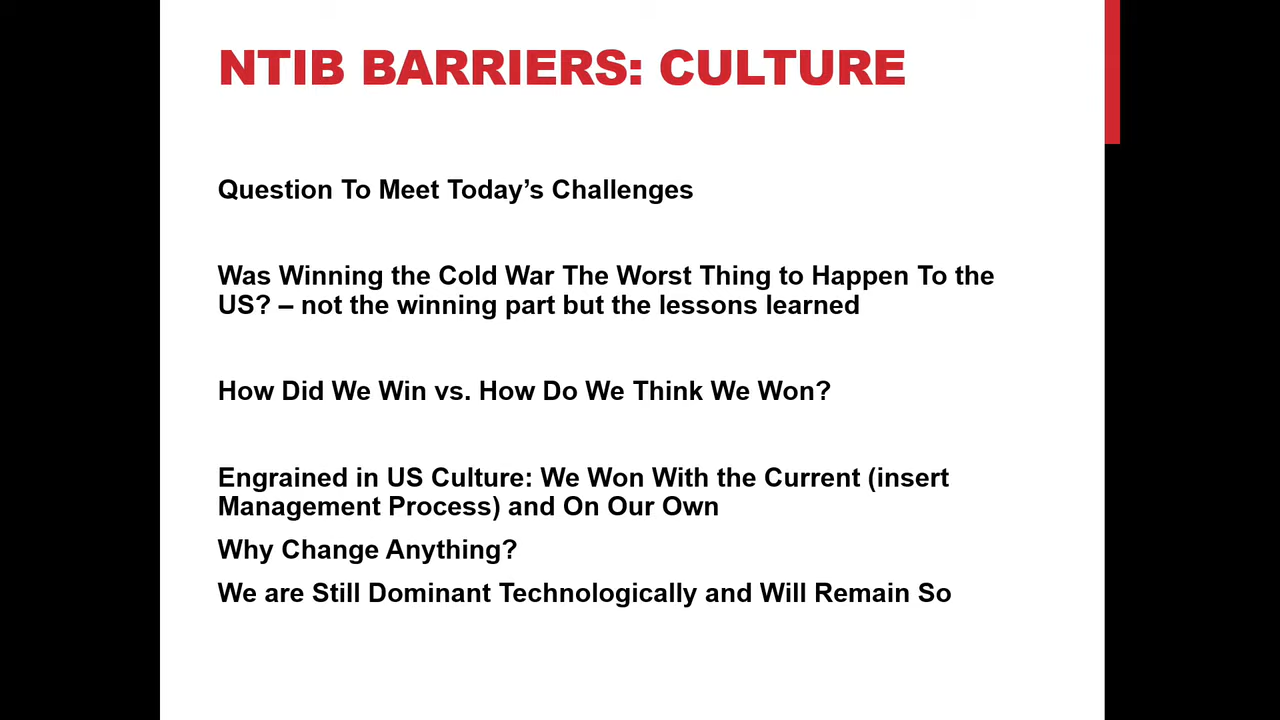 NTIB BARRIERS: CULTURE
Question To Meet Today’s Challenges
Was Winning the Cold War The Worst Thing to Happen To the
US? – not the winning part but the lessons learned
How Did We Win vs. How Do We Think We Won?
Engrained in US Culture: We Won With the Current (insert
Management Process) and On Our Own
Why Change Anything?
We are Still Dominant Technologically and Will Remain So